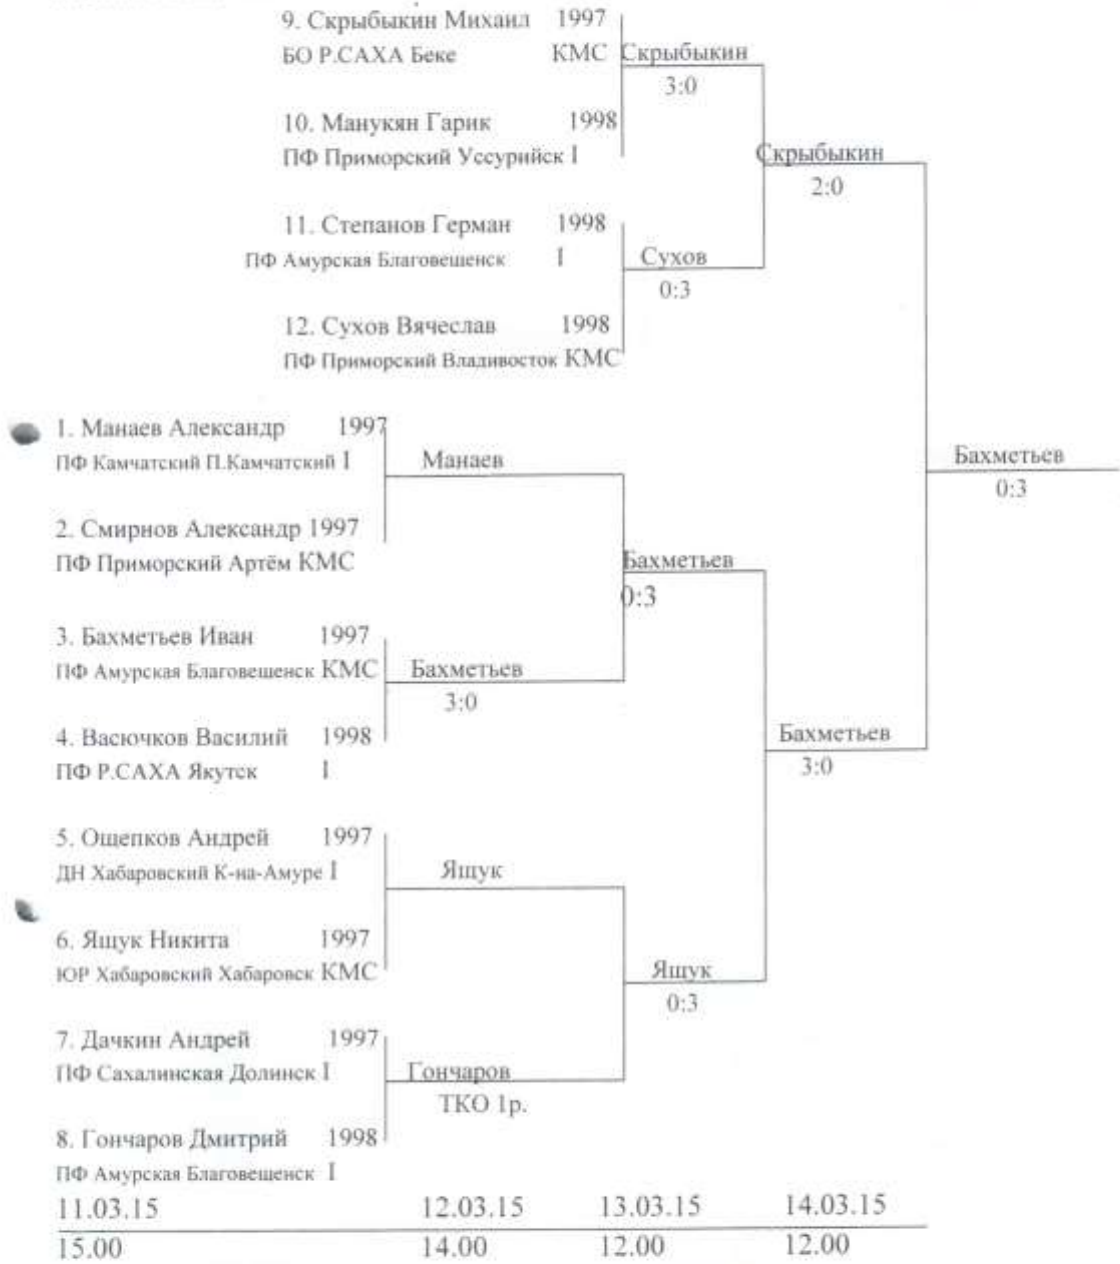 9. Скрыбыкин Михаил 1997
БО Р.САХА Беке КМС Скрыбыкин
3:0
10. Манукян Гарик 1998
ПФ Приморский Уссурийск I Скрыбыкин
2:0
11. Степанов Герман 1998
ПФ Амурская Благовешенск I Сухов
0:3
12. Сухов Вячеслав 1998
ПФ Приморский Владивосток КМС
1. Манаев Александр 1997
ПФ Камчатский П.Камчатский I Манаев Бахметьев
0:3
2. Смирнов Александр 1997
ПФ Приморский Артём КМС Бахметьев
0:3
3. Бахметьев Иван 1997
ПФ Амурская Благовешенск КМС Бахметьев
3:0
4. Васючков Василий 1998 Бахметьев
ПФ Р.САХА Якутск I 3:0
5. Ощепков Андрей 1997
ДН Хабаровский К-на-Амуре I Ящук
6. Ящук Никита 1997
ЮР Хабаровский Хабаровск КМС Ящук
0:3
7. Дачкин Андрей 1997
ПФ Сахалинская Долинск I Гончаров
ТКО 1р.
8. Гончаров Дмитрий 1998
ПФ Амурская Благовешенск I
11.03.15 12.03.15 13.03.15 14.03.15
15.00 14.00 12.00 12.00